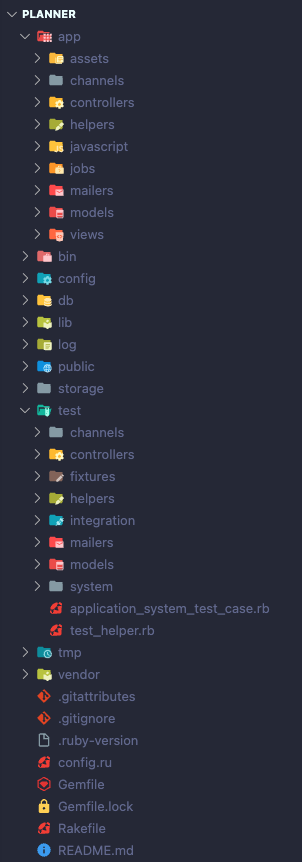 PLANNER
app
assets
channels
controllers
helpers
javascript
jobs
mailers
models
views
bin
config
db
lib
log
public
storage
test
channels
controllers
fixtures
helpers
integration
mailers
models
system
application_system_test_case.rb
test_helper.rb
tmp
vendor
.gitattributes
.gitignore
.ruby-version
config.ru
Gemfile
Gemfile.lock
Rakefile
README.md